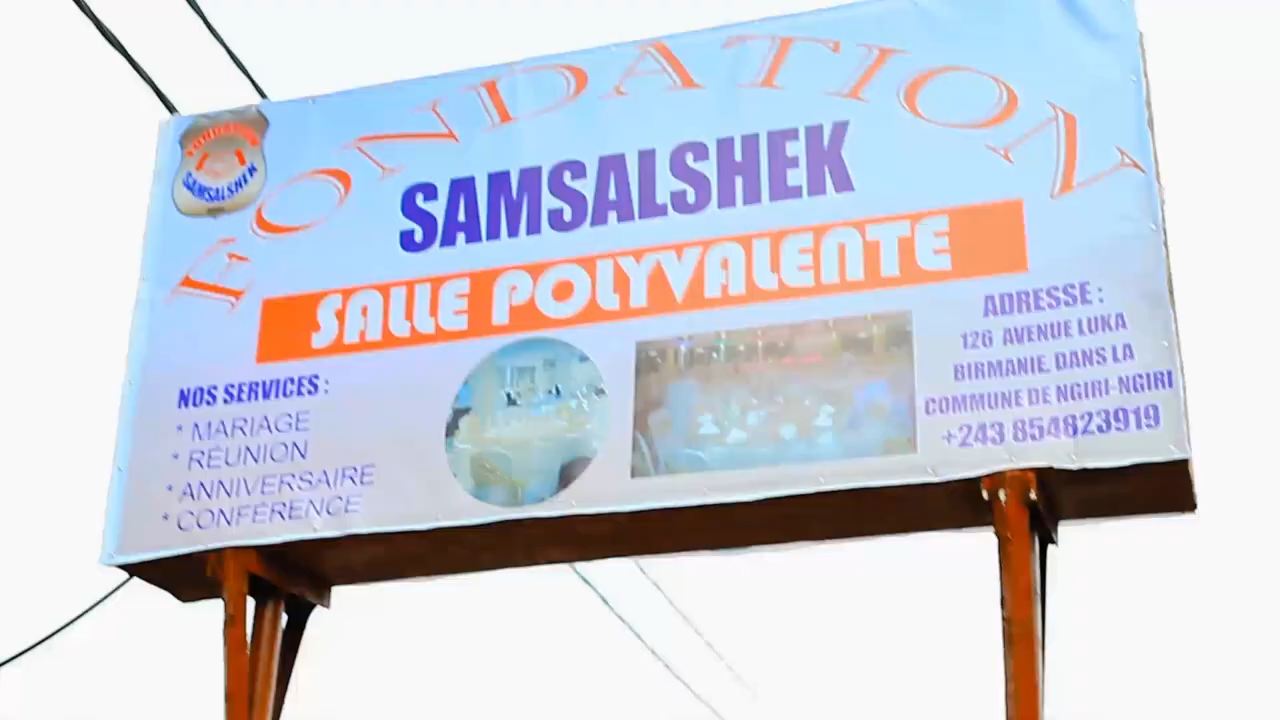 FONDATION
FONDATION
SAMSALSHEK
SAMSALSHEK
SALLE POLYVALENTE
NOS SERVICES :
* MARIAGE
* RÉUNION
* ANNIVERSAIRE
* CONFÉRENCE
ADRESSE :
126 AVENUE LUKA
BIRMANIE, DANS LA
COMMUNE DE NGIRI-NGIRI
+243 854823919